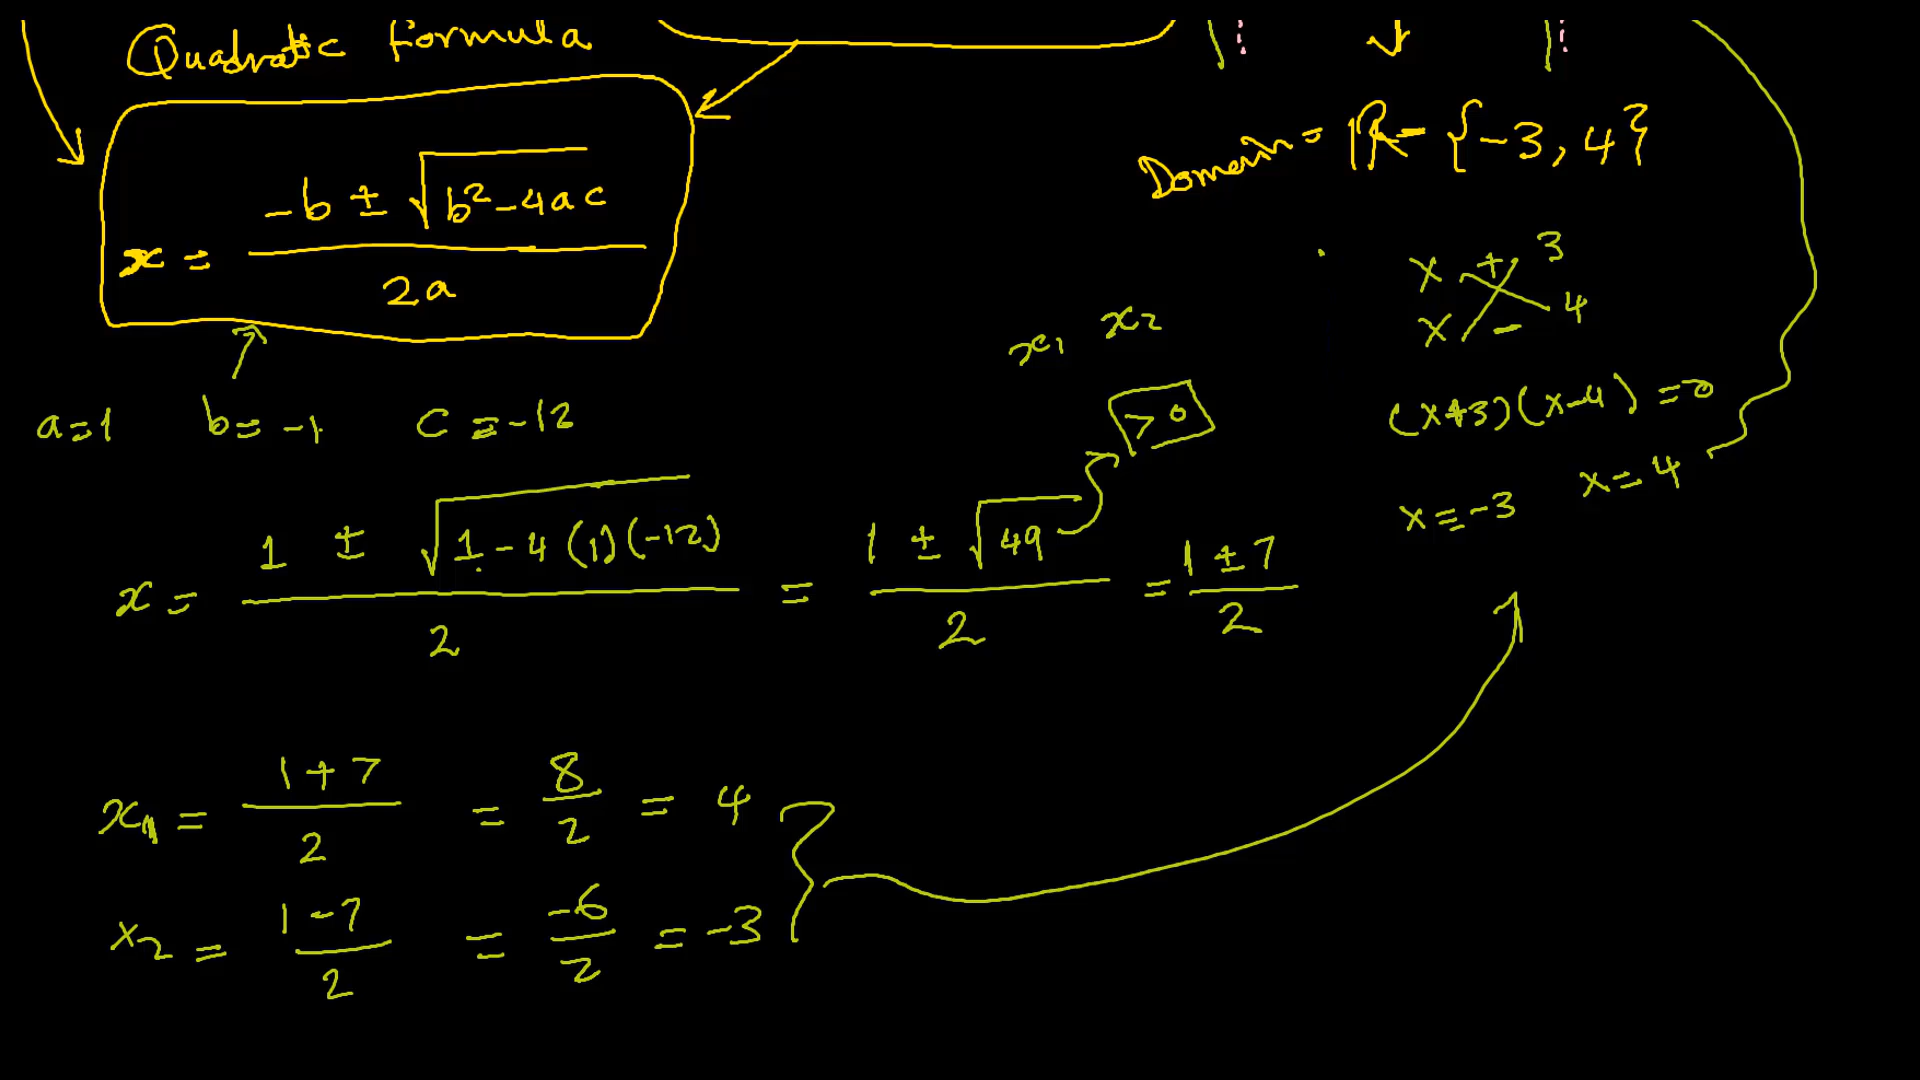 Quadratic formula
x = (-b ± √(b² - 4ac)) / 2a
Domain = ℝ - {-3, 4}
x + 3
x - 4
x₁ x₂
> 0
(x+3)(x-4) = 0
x = -3 x = 4
a=1 b=-1 c=-12
x = (1 ± √(1 - 4(1)(-12))) / 2 = (1 ± √49) / 2 = (1 ± 7) / 2
x₁ = (1 + 7) / 2 = 8/2 = 4
x₂ = (1 - 7) / 2 = -6/2 = -3